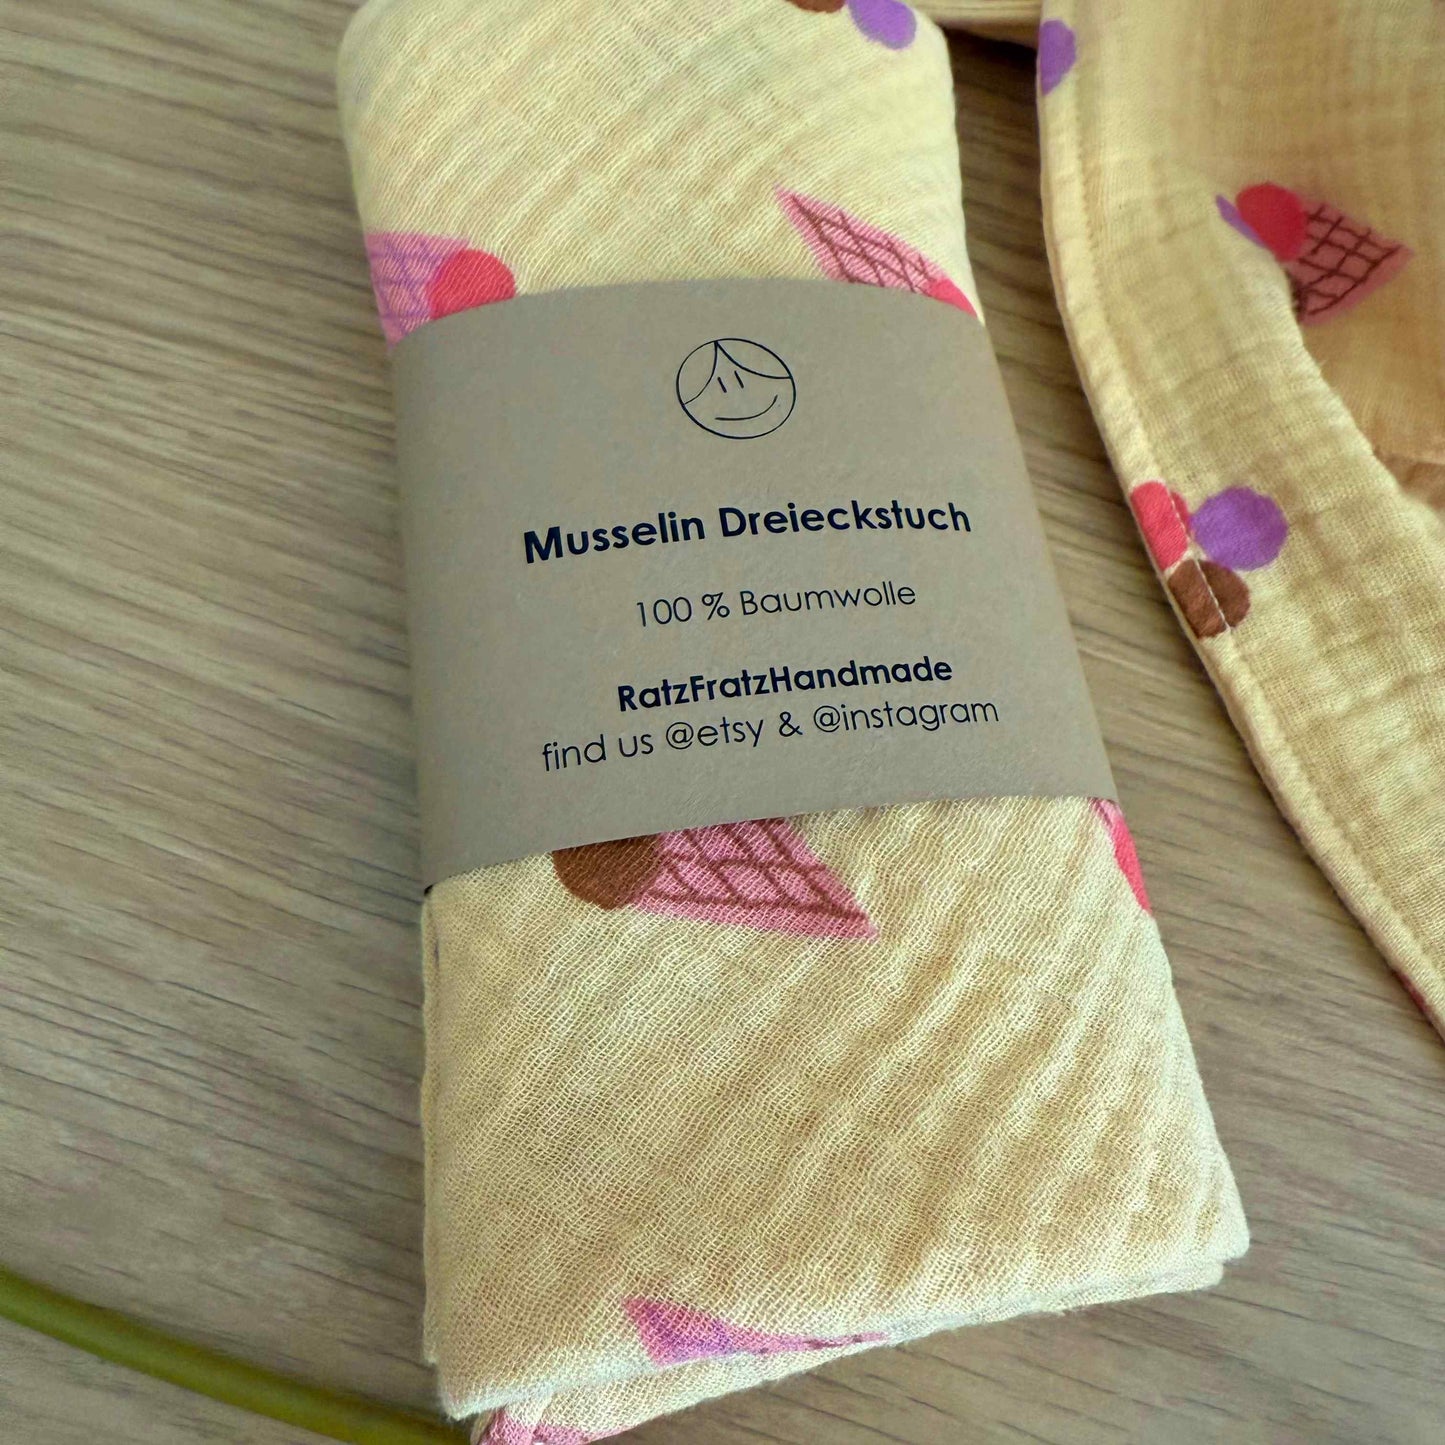 Musselin Dreieckstuch
100 % Baumwolle
RatzFratzHandmade
find us @etsy & @instagram